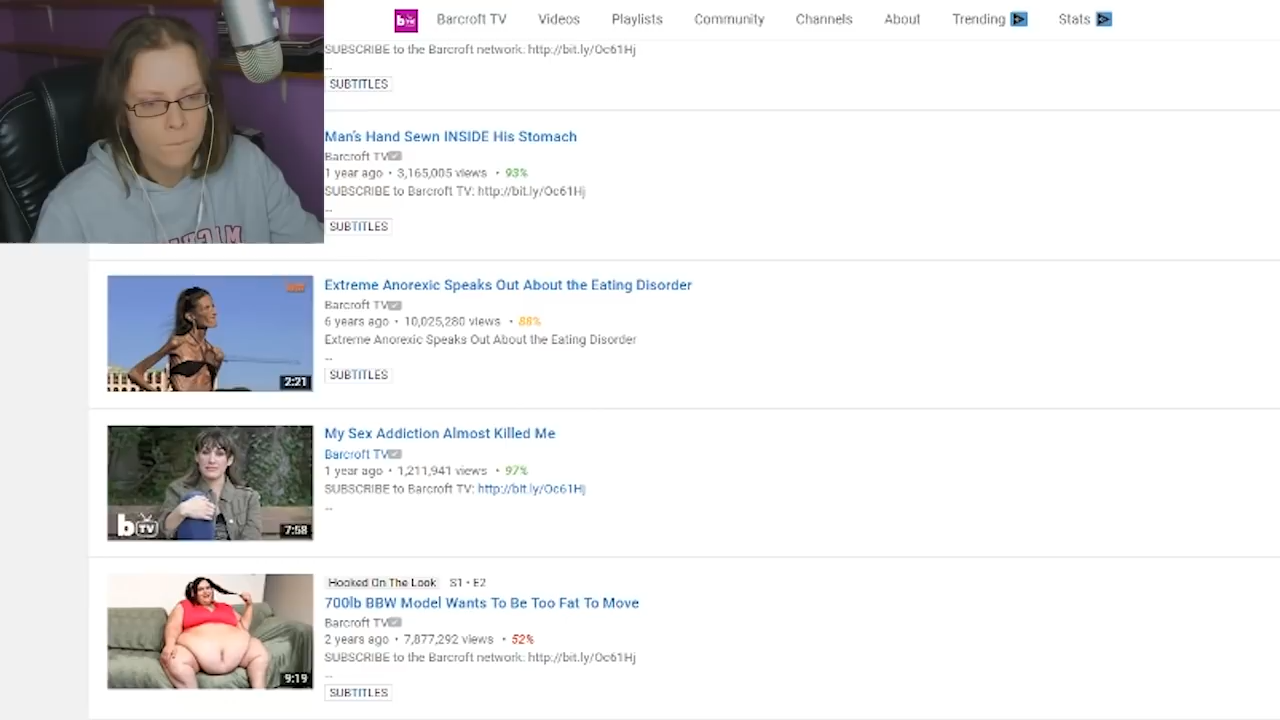 Barcroft TV Videos Playlists Community Channels About Trending Stats
SUBSCRIBE to the Barcroft network: http://bit.ly/Oc61Hj
...
SUBTITLES
Man's Hand Sewn INSIDE His Stomach
Barcroft TV
1 year ago • 3,165,005 views • 93%
SUBSCRIBE to Barcroft TV: http://bit.ly/Oc61Hj
...
SUBTITLES
Extreme Anorexic Speaks Out About the Eating Disorder
Barcroft TV
6 years ago • 10,025,280 views • 86%
Extreme Anorexic Speaks Out About the Eating Disorder
...
2:21
SUBTITLES
My Sex Addiction Almost Killed Me
Barcroft TV
1 year ago • 1,211,941 views • 97%
SUBSCRIBE to Barcroft TV: http://bit.ly/Oc61Hj
...
bTV
7:58
Hooked On The Look S1 • E2
700lb BBW Model Wants To Be Too Fat To Move
Barcroft TV
2 years ago • 7,877,292 views • 52%
SUBSCRIBE to the Barcroft network: http://bit.ly/Oc61Hj
...
9:19
SUBTITLES